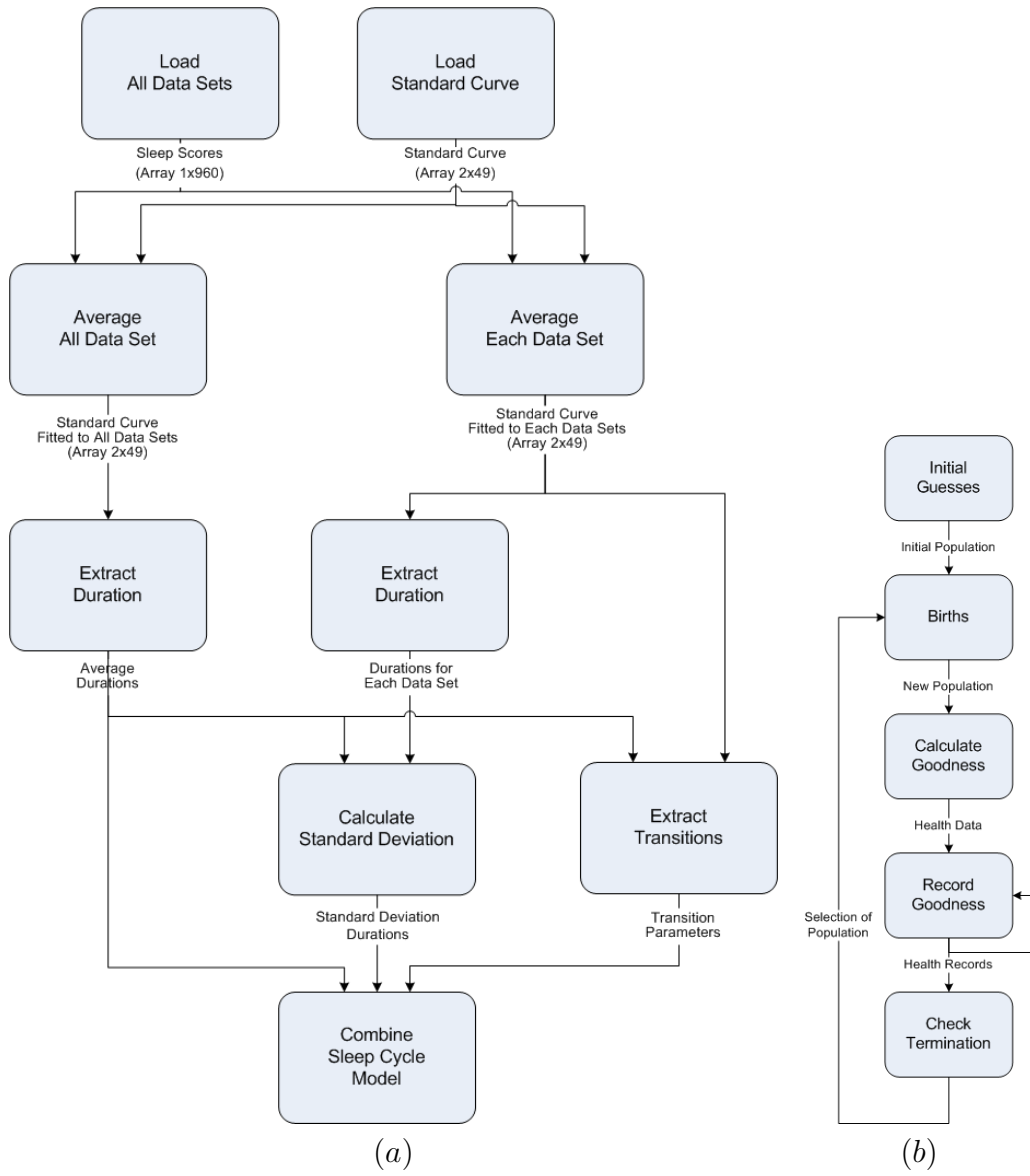 Load
All Data Sets
Load
Standard Curve
Sleep Scores
(Array 1x960)
Standard Curve
(Array 2x49)
Average
All Data Set
Average
Each Data Set
Standard Curve
Fitted to All Data Sets
(Array 2x49)
Standard Curve
Fitted to Each Data Sets
(Array 2x49)
Extract
Duration
Extract
Duration
Average
Durations
Durations for
Each Data Set
Calculate
Standard Deviation
Extract
Transitions
Standard Deviation
Durations
Transition
Parameters
Combine
Sleep Cycle
Model
(a)
Initial
Guesses
Initial Population
Births
New Population
Calculate
Goodness
Health Data
Record
Goodness
Selection of
Population
Health Records
Check
Termination
(b)